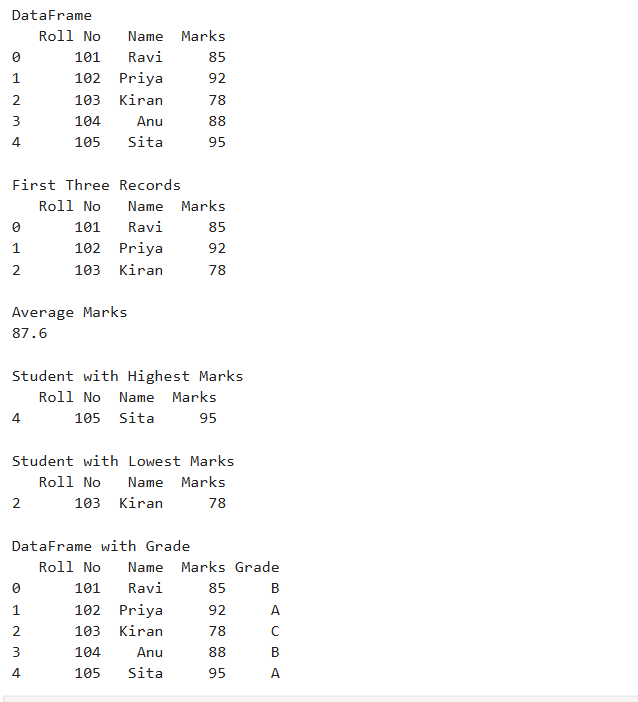 DataFrame
   Roll No   Name  Marks
0      101   Ravi     85
1      102  Priya     92
2      103  Kiran     78
3      104    Anu     88
4      105   Sita     95

First Three Records
   Roll No   Name  Marks
0      101   Ravi     85
1      102  Priya     92
2      103  Kiran     78

Average Marks
87.6

Student with Highest Marks
   Roll No  Name  Marks
4      105  Sita     95

Student with Lowest Marks
   Roll No   Name  Marks
2      103  Kiran     78

DataFrame with Grade
   Roll No   Name  Marks Grade
0      101   Ravi     85     B
1      102  Priya     92     A
2      103  Kiran     78     C
3      104    Anu     88     B
4      105   Sita     95     A